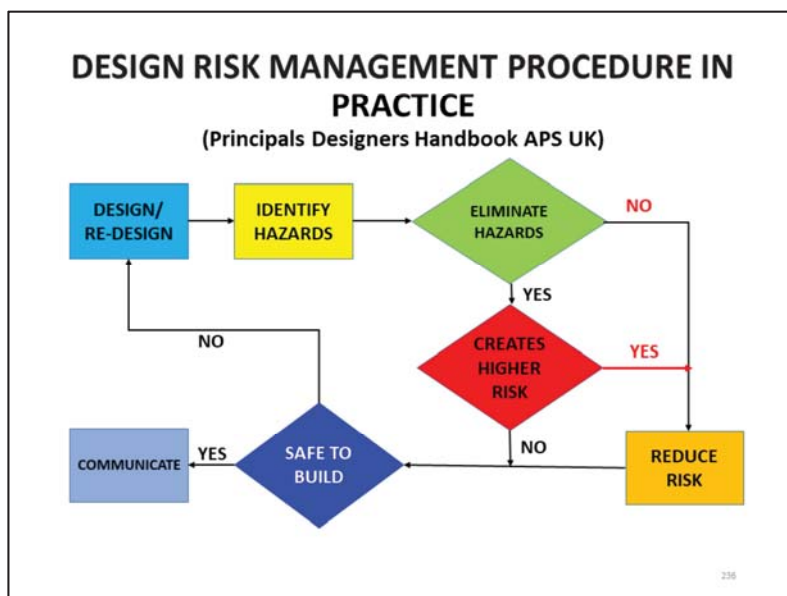 DESIGN RISK MANAGEMENT PROCEDURE IN
PRACTICE
(Principals Designers Handbook APS UK)
DESIGN/
RE-DESIGN
IDENTIFY
HAZARDS
ELIMINATE
HAZARDS
NO
YES
CREATES
HIGHER
RISK
YES
NO
NO
COMMUNICATE
YES
SAFE TO
BUILD
REDUCE
RISK
236